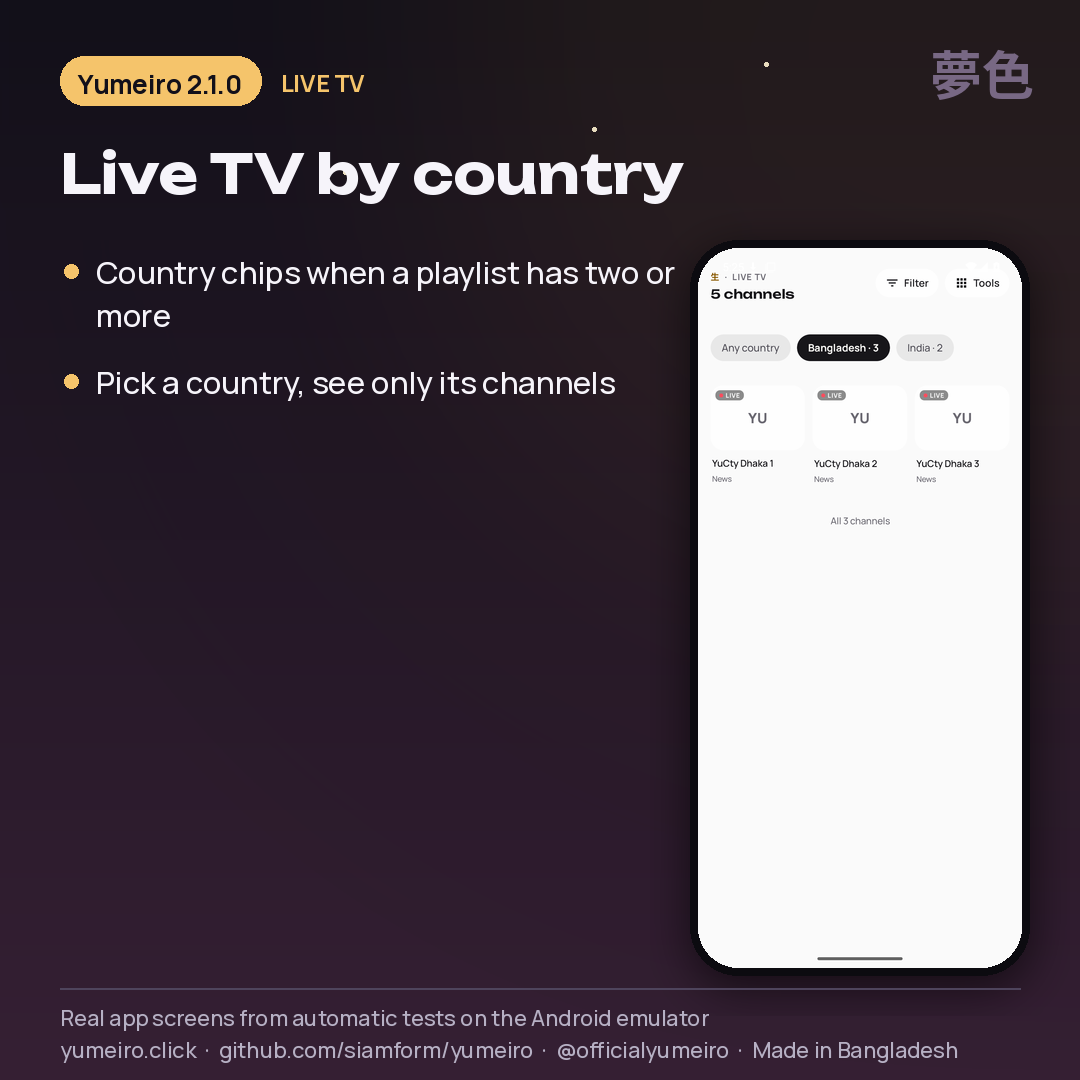 Yumeiro 2.1.0 LIVE TV
夢色
Live TV by country
Country chips when a playlist has two or
more
Pick a country, see only its channels
生 · LIVE TV
5 channels
Filter
Tools
Any country
Bangladesh · 3
India · 2
LIVE
LIVE
LIVE
YU
YU
YU
YuCty Dhaka 1
YuCty Dhaka 2
YuCty Dhaka 3
News
News
News
All 3 channels
Real app screens from automatic tests on the Android emulator
yumeiro.click · github.com/siamform/yumeiro · @officialyumeiro · Made in Bangladesh